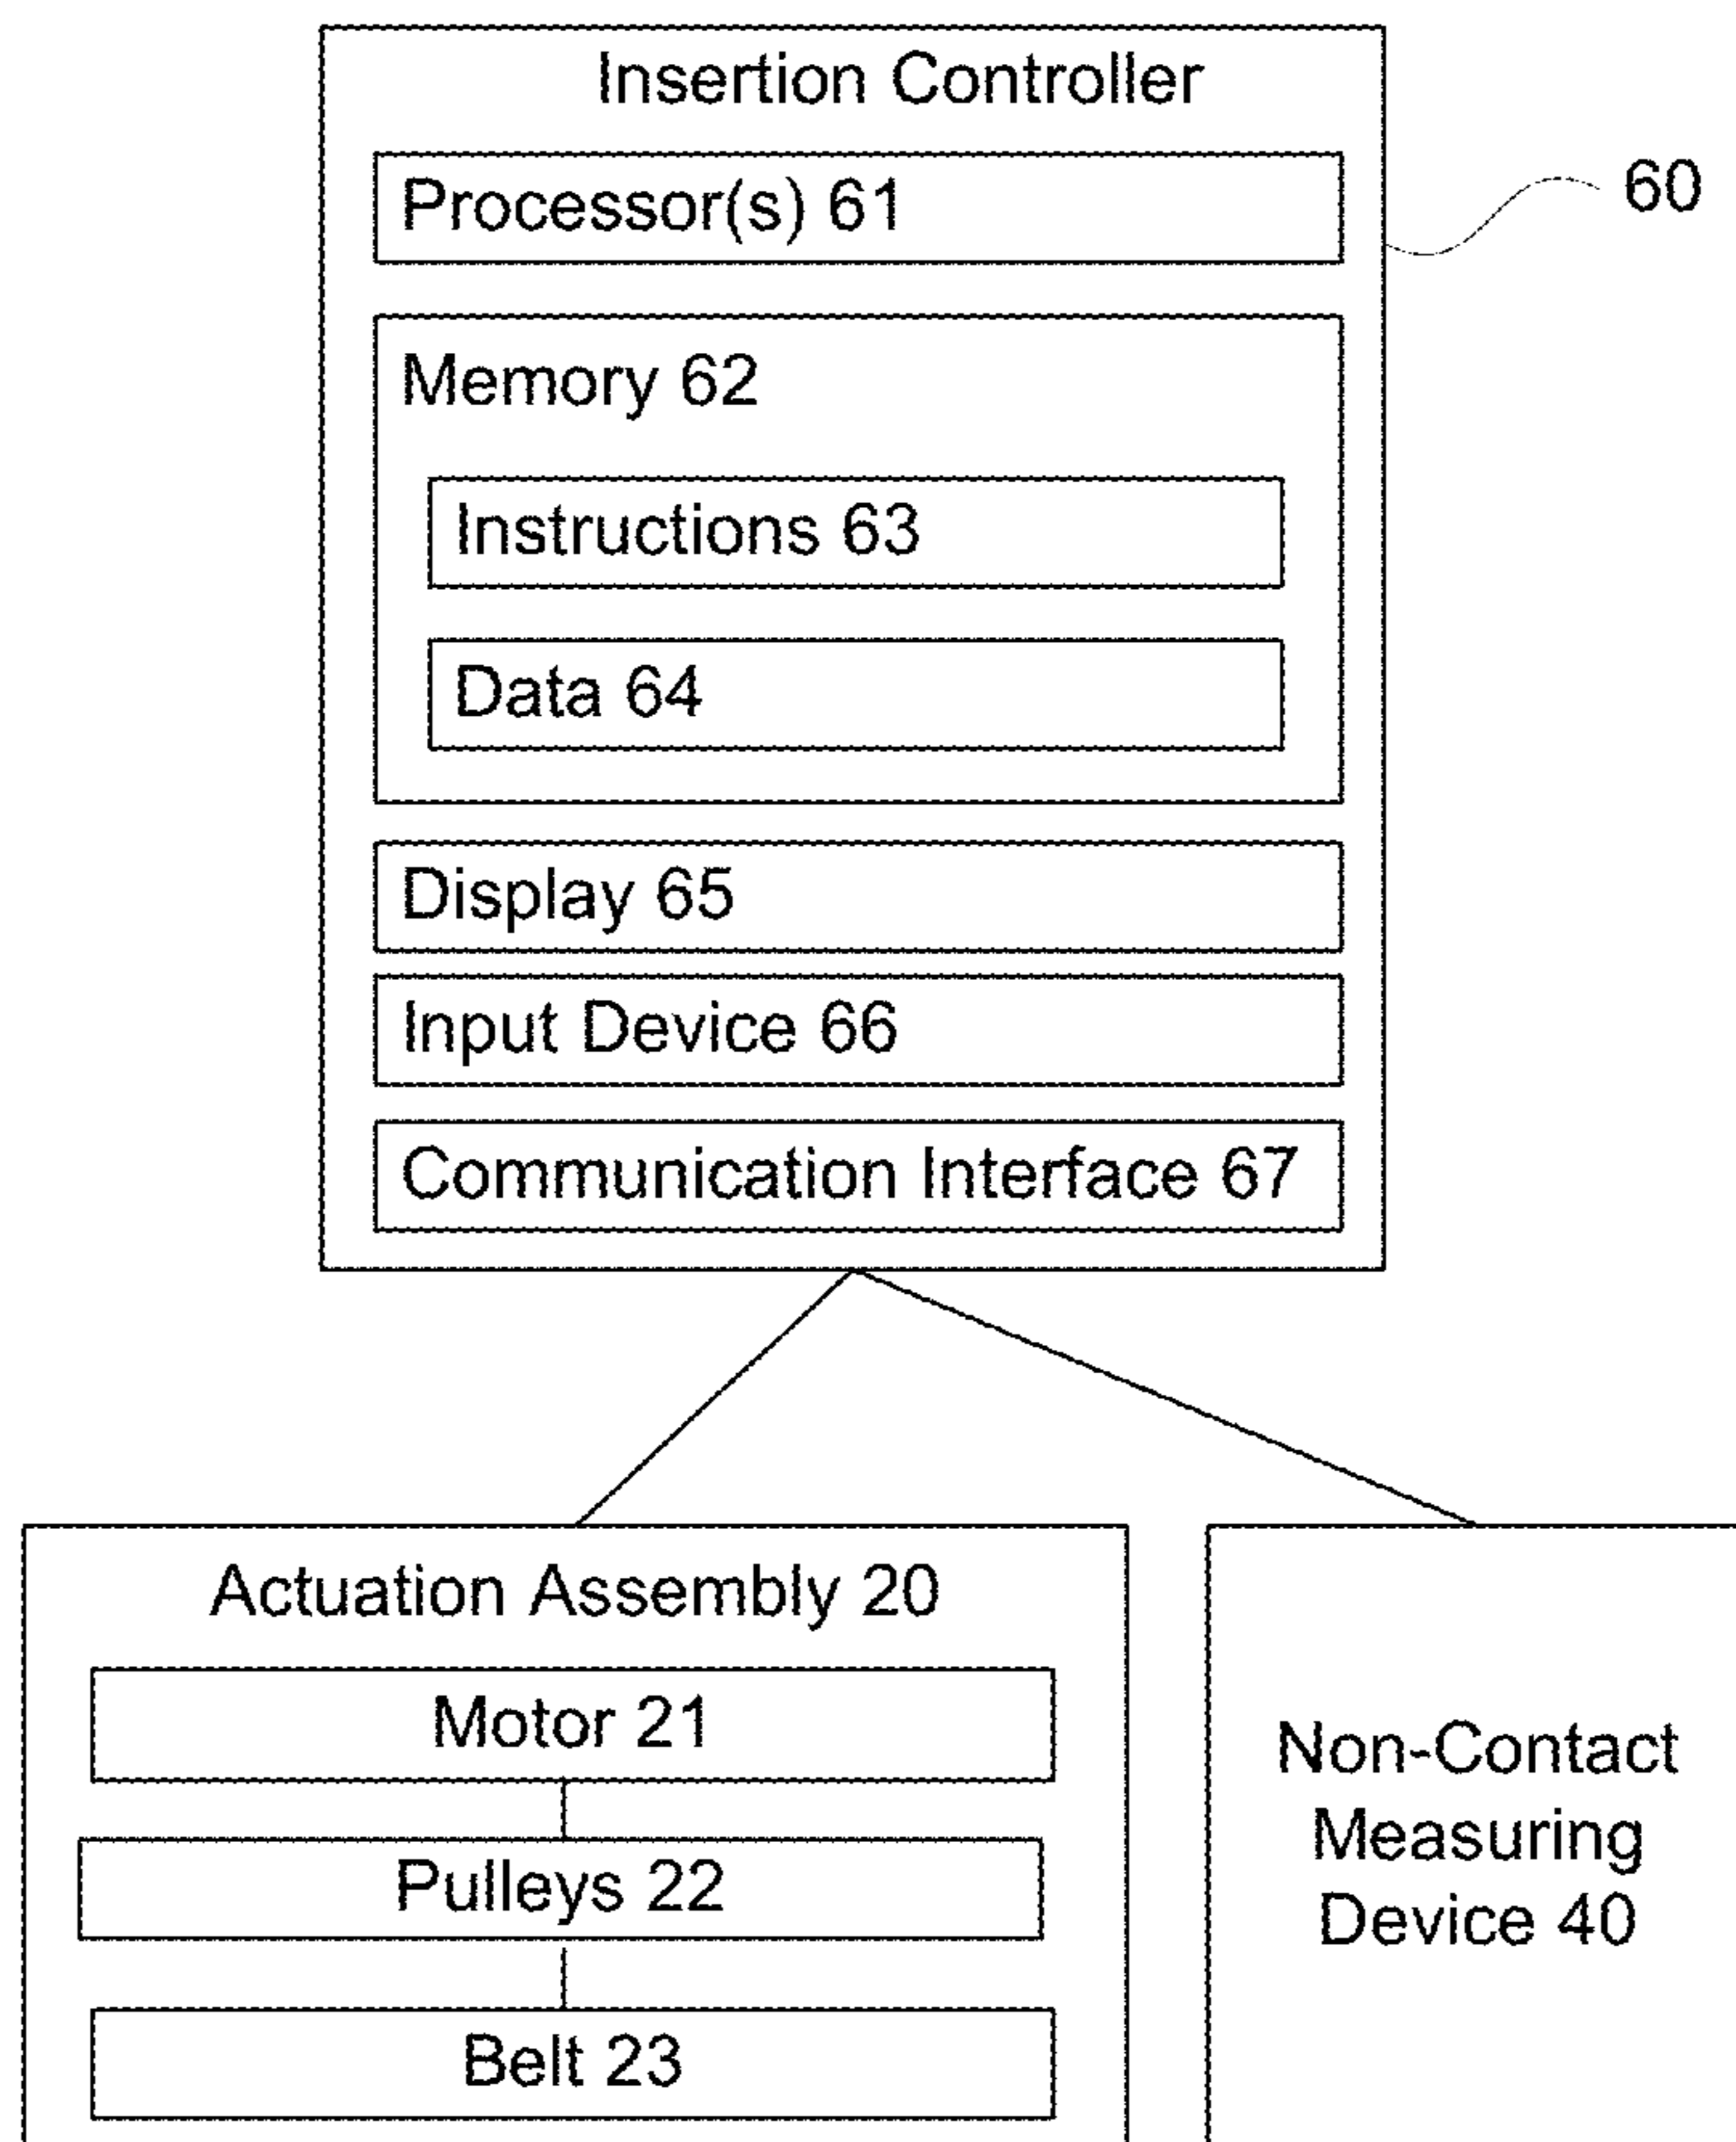 Insertion Controller
Processor(s) 61
60
Memory 62
Instructions 63
Data 64
Display 65
Input Device 66
Communication Interface 67
Actuation Assembly 20
Motor 21
Pulleys 22
Belt 23
Non-Contact
Measuring
Device 40